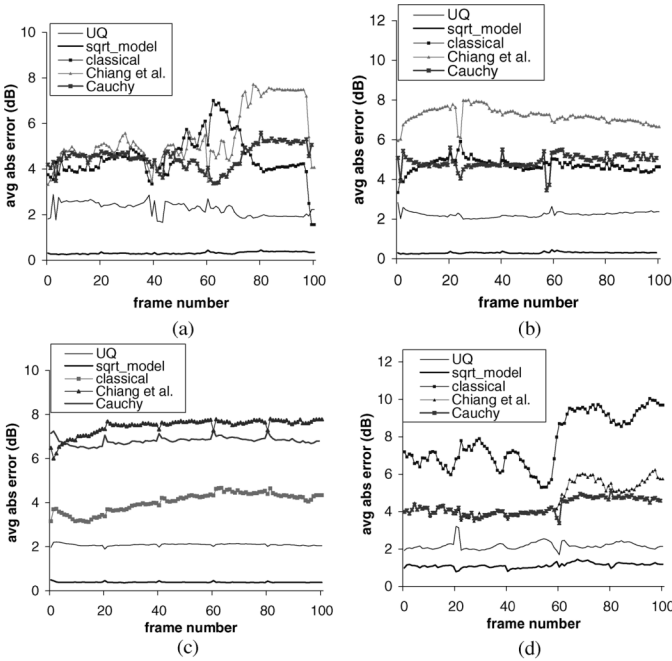 10
8
6
4
2
0
avg abs error (dB)
UQ
sqrt_model
classical
Chiang et al.
Cauchy
0 20 40 60 80 100
frame number
(a)
12
10
8
6
4
2
0
avg abs error (dB)
UQ
sqrt_model
classical
Chiang et al.
Cauchy
0 20 40 60 80 100
frame number
(b)
10
8
6
4
2
0
avg abs error (dB)
UQ
sqrt_model
classical
Chiang et al.
Cauchy
0 20 40 60 80 100
frame number
(c)
12
10
8
6
4
2
0
avg abs error (dB)
UQ
sqrt_model
classical
Chiang et al.
Cauchy
0 20 40 60 80 100
frame number
(d)